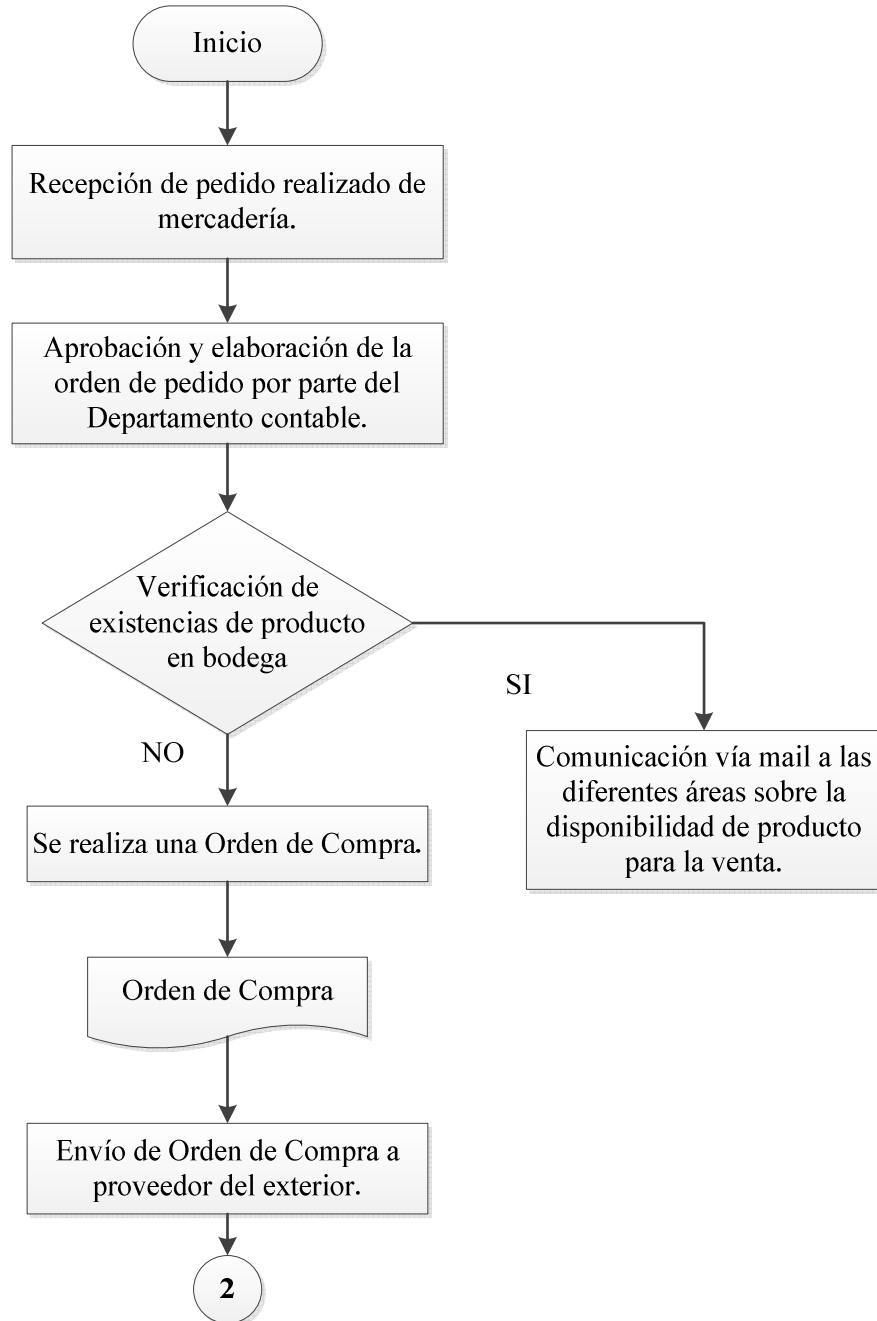 Inicio
Recepción de pedido realizado de
mercadería.
Aprobación y elaboración de la
orden de pedido por parte del
Departamento contable.
Verificación de
existencias de producto
en bodega
SI
NO
Comunicación vía mail a las
diferentes áreas sobre la
disponibilidad de producto
para la venta.
Se realiza una Orden de Compra.
Orden de Compra
Envío de Orden de Compra a
proveedor del exterior.
2